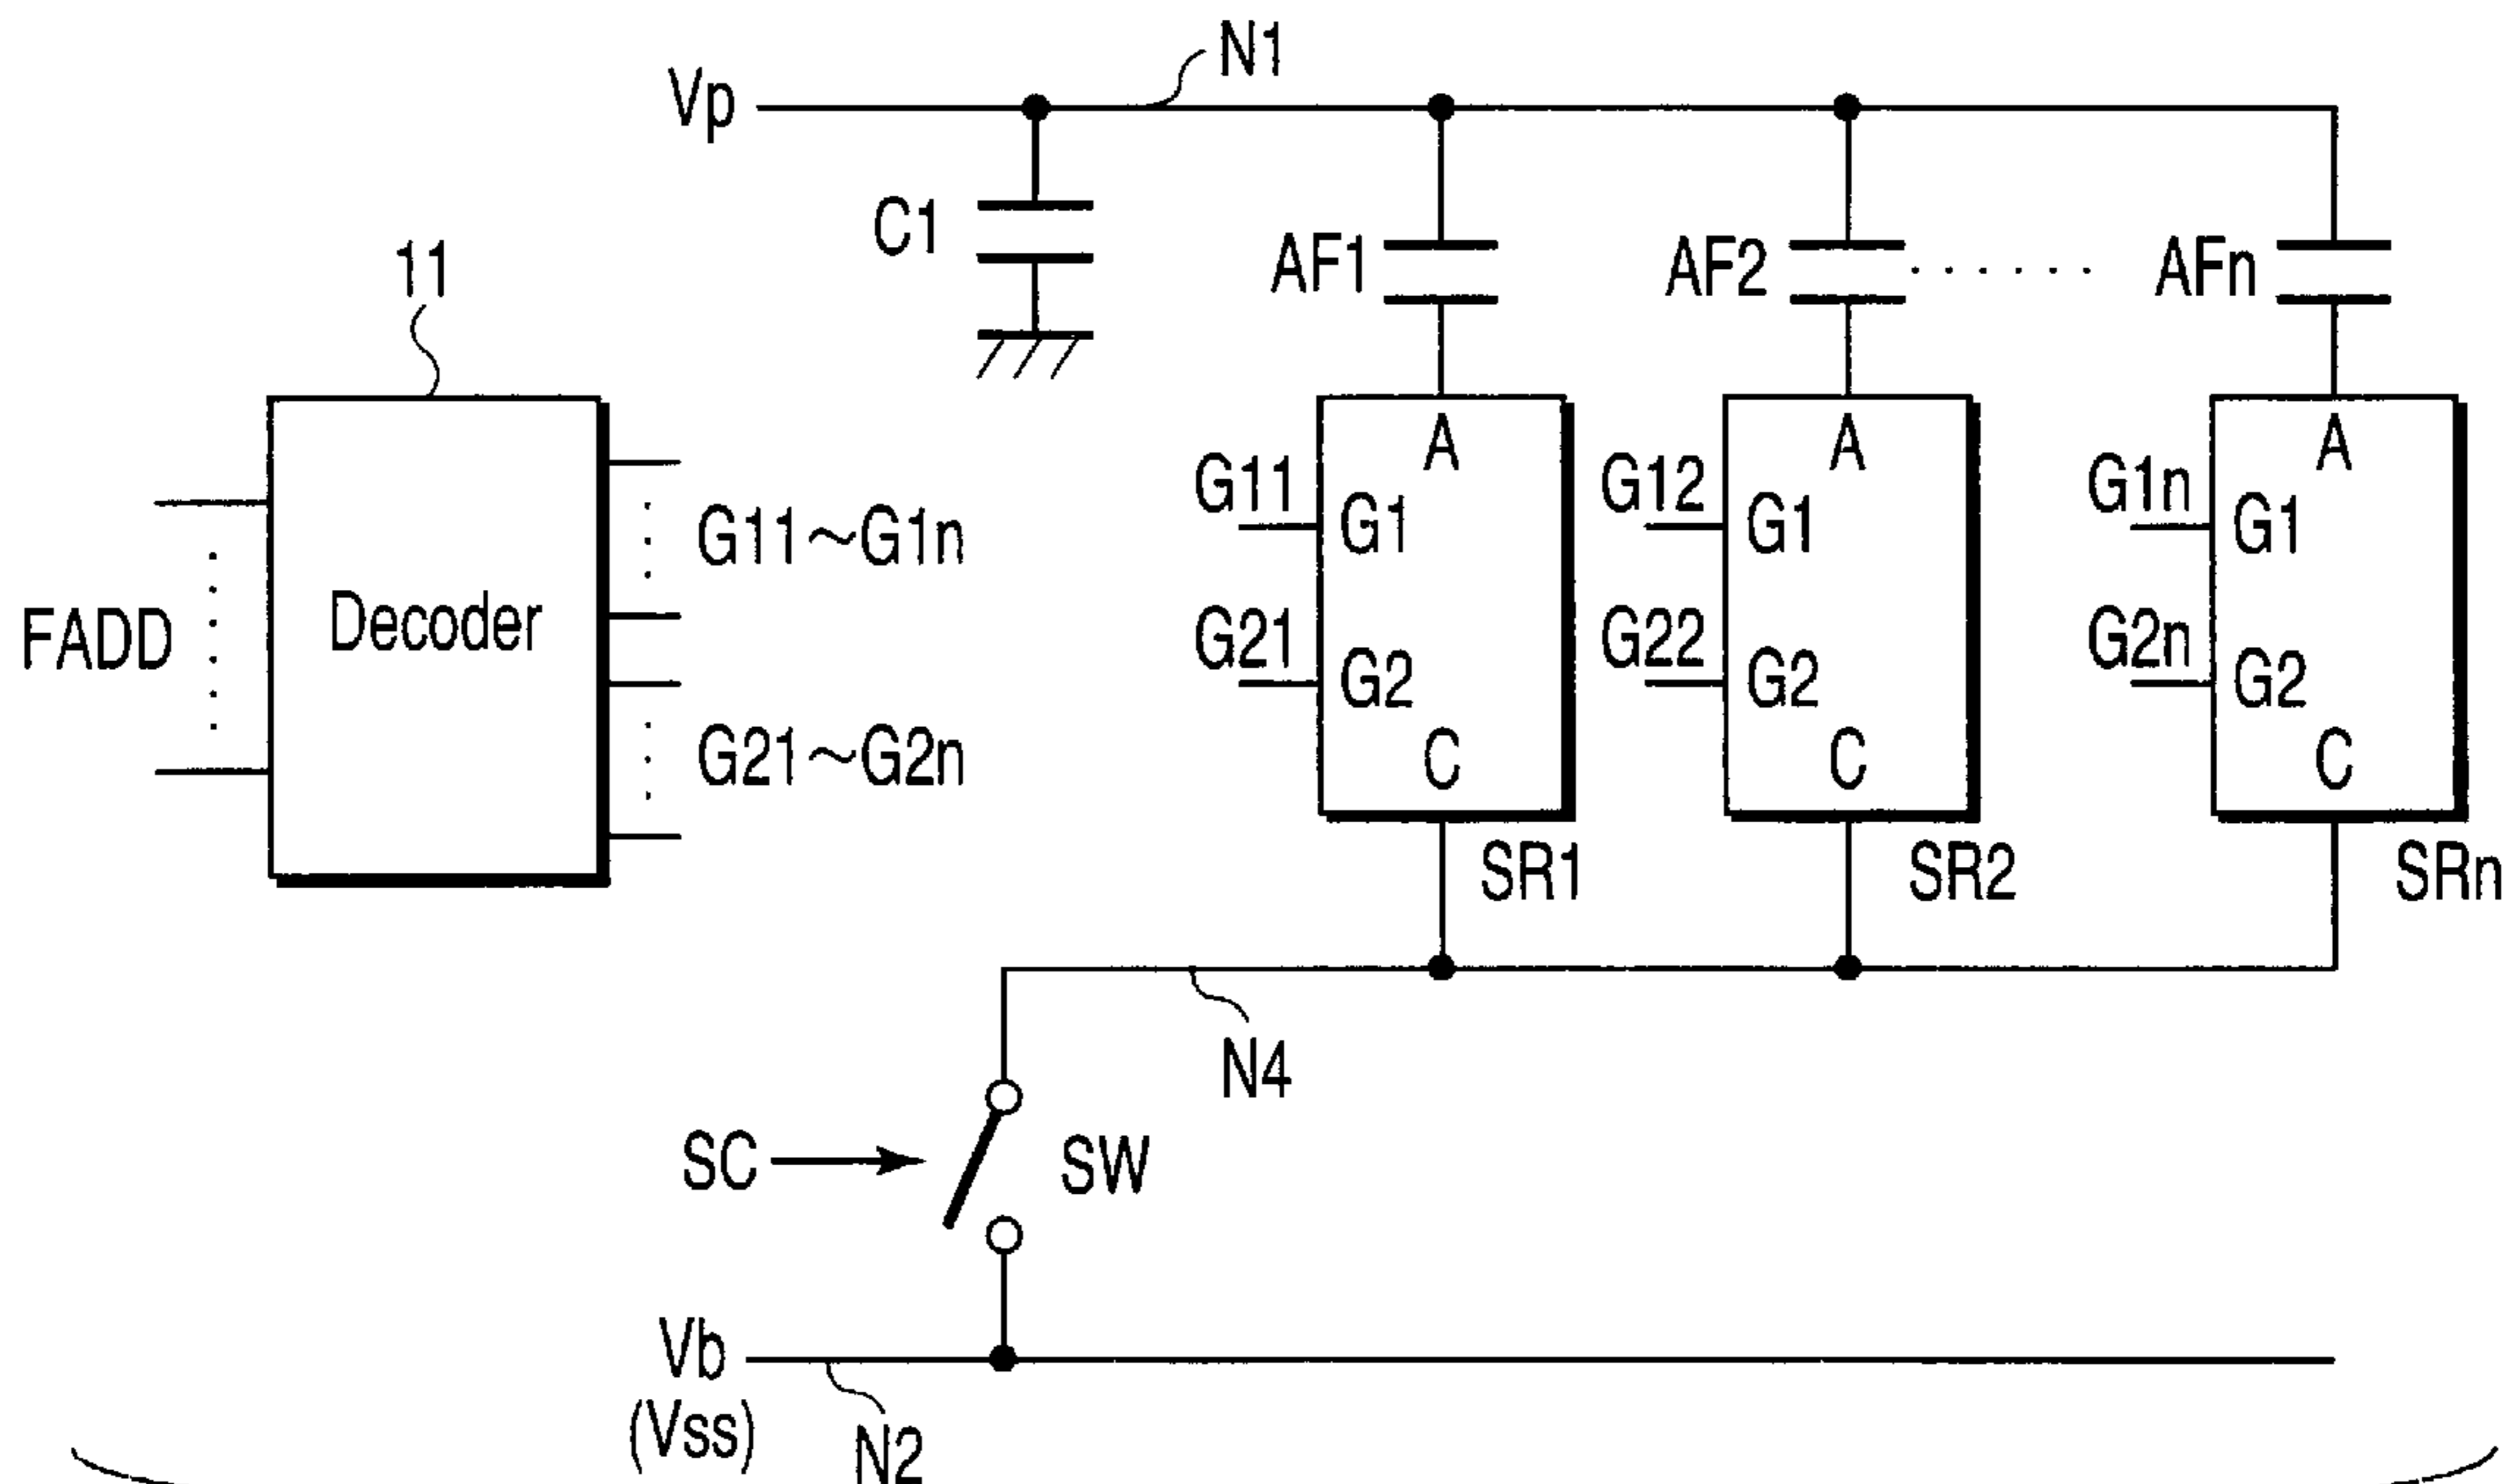 N1
Vp
C1
AF1
AF2
AFn
11
FADD
Decoder
G11~G1n
G21~G2n
G11
G21
A
G1
G2
C
SR1
G12
G22
A
G1
G2
C
SR2
G1n
G2n
A
G1
G2
C
SRn
N4
SC
SW
Vb
(Vss)
N2